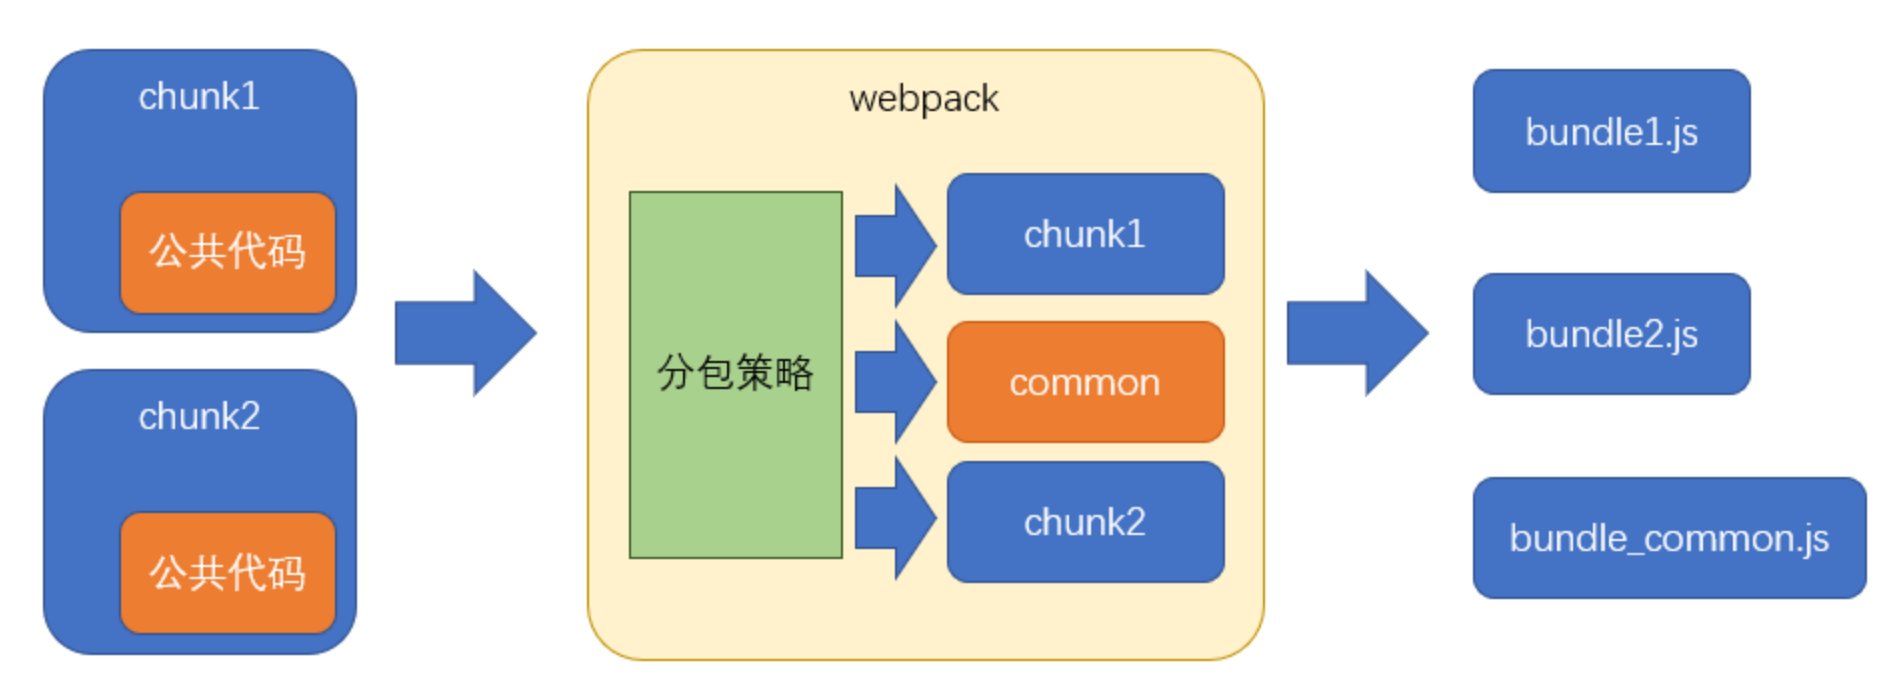 chunk1
公共代码
chunk2
公共代码
webpack
分包策略
chunk1
common
chunk2
bundle1.js
bundle2.js
bundle_common.js